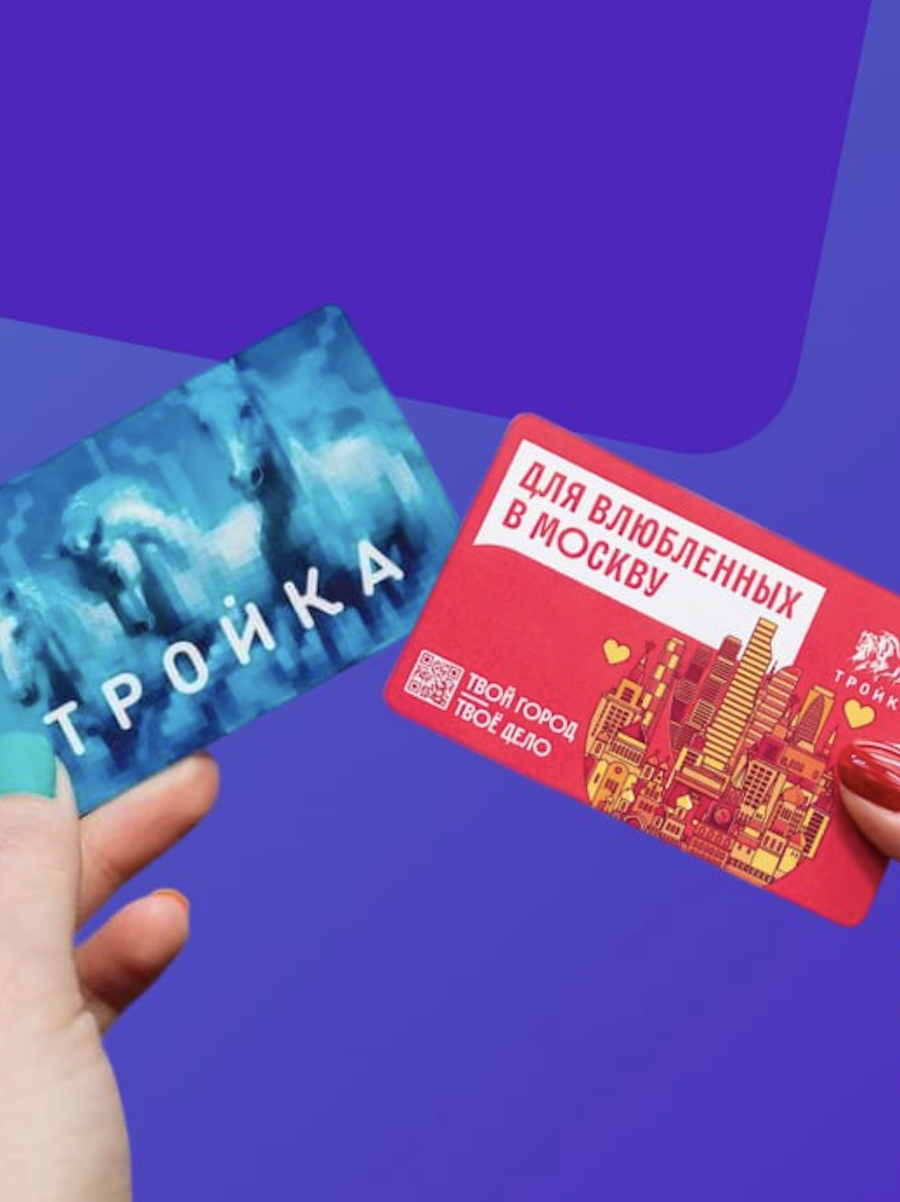 ТРОЙКА
ДЛЯ ВЛЮБЛЕННЫХ
В МОСКВУ
ТВОЙ ГОРОД
ТВОЁ ДЕЛО
ТРОЙК